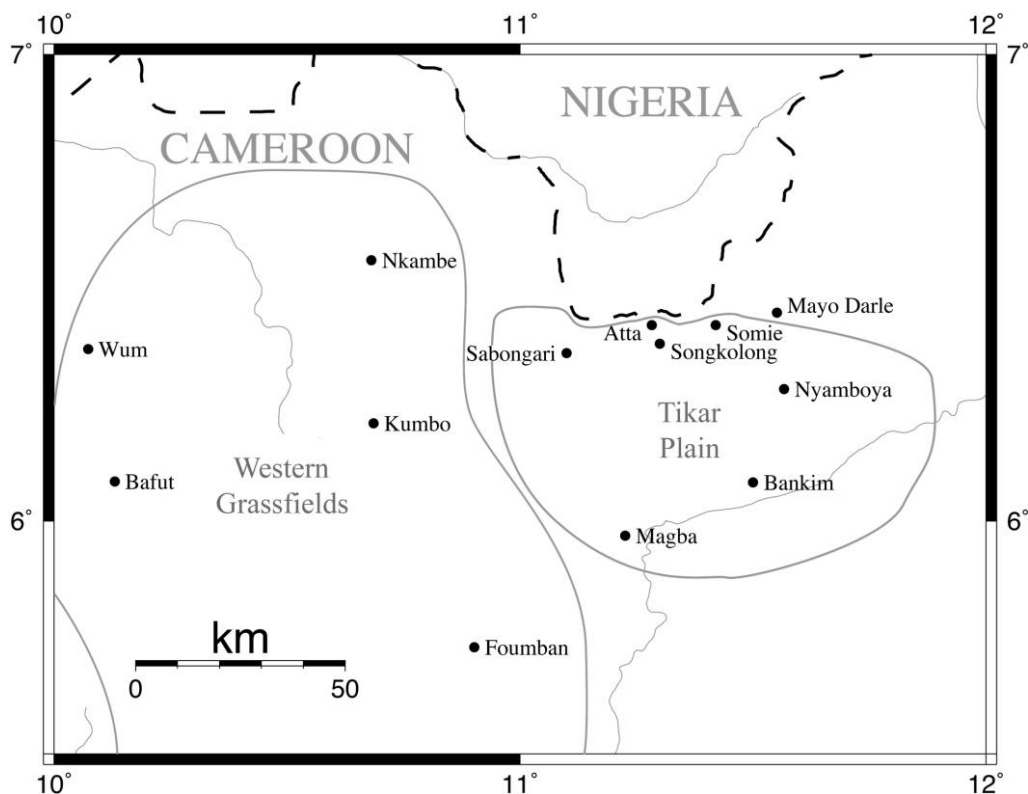 10° 11° 12°
7° 7°
NIGERIA
CAMEROON
Nkambe
Mayo Darle
Atta Somie
Wum Sabongari Songkolong
Nyamboya
Tikar
Kumbo
Plain
Western
Bafut Bankim
Grassfields
6° 6°
Magba
km
Foumban
0 50
10° 11° 12°